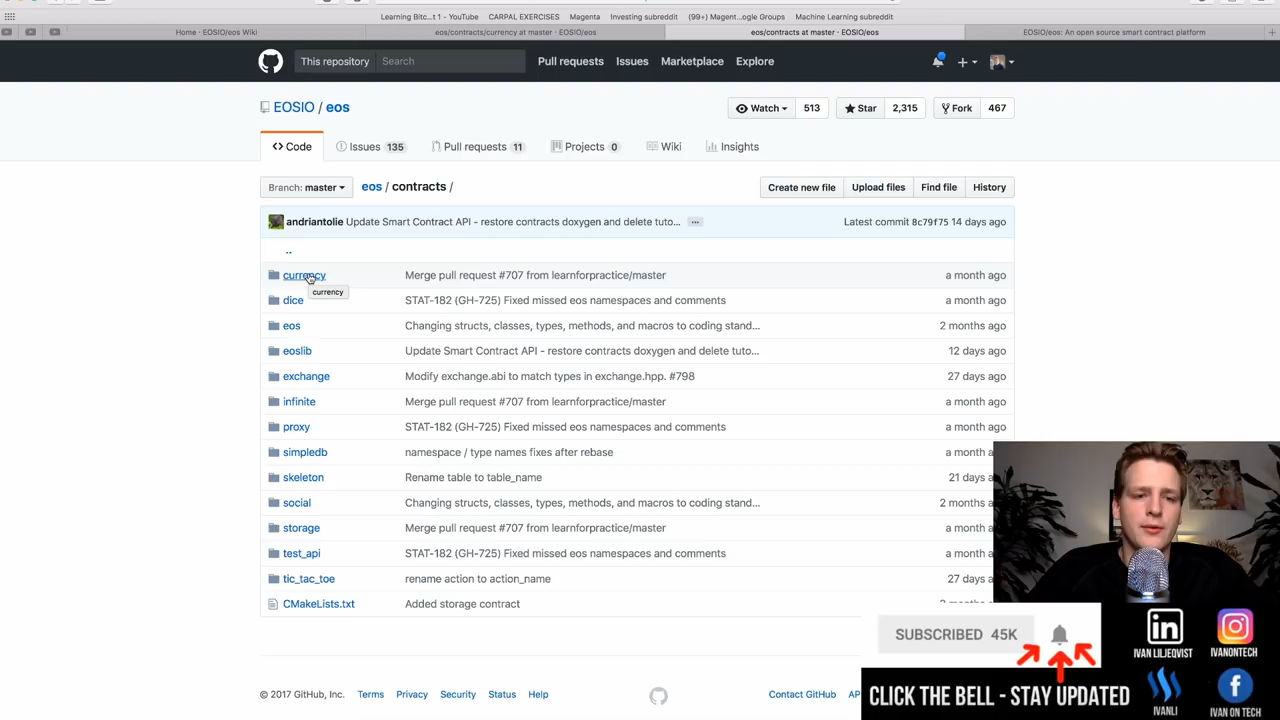 Learning Bitc...t 1 - YouTube CARPAL EXERCISES Magenta Investing subreddit (99+) Magent...ogle Groups Machine Learning subreddit
Home · EOSIO/eos Wiki eos/contracts/currency at master · EOSIO/eos eos/contracts at master · EOSIO/eos EOSIO/eos: An open source smart contract platform
This repository Search Pull requests Issues Marketplace Explore
EOSIO / eos Watch 513 Star 2,315 Fork 467
Code Issues 135 Pull requests 11 Projects 0 Wiki Insights
Branch: master eos / contracts / Create new file Upload files Find file History
andriantolie Update Smart Contract API - restore contracts doxygen and delete tuto... ... Latest commit 8c79f75 14 days ago
..
currency Merge pull request #707 from learnforpractice/master a month ago
currency
dice STAT-182 (GH-725) Fixed missed eos namespaces and comments a month ago
eos Changing structs, classes, types, methods, and macros to coding stand... 2 months ago
eoslib Update Smart Contract API - restore contracts doxygen and delete tuto... 12 days ago
exchange Modify exchange.abi to match types in exchange.hpp. #798 27 days ago
infinite Merge pull request #707 from learnforpractice/master a month ago
proxy STAT-182 (GH-725) Fixed missed eos namespaces and comments a month ago
simpledb namespace / type names fixes after rebase a month
skeleton Rename table to table_name 21 days a
social Changing structs, classes, types, methods, and macros to coding stand... 2 months a
storage Merge pull request #707 from learnforpractice/master a month a
test_api STAT-182 (GH-725) Fixed missed eos namespaces and comments a month a
tic_tac_toe rename action to action_name 27 days a
CMakeLists.txt Added storage contract
SUBSCRIBED 45K
in
IVAN LILJEQVIST IVANONTECH
© 2017 GitHub, Inc. Terms Privacy Security Status Help Contact GitHub AP
CLICK THE BELL - STAY UPDATED
f
IVANLI IVAN ON TECH